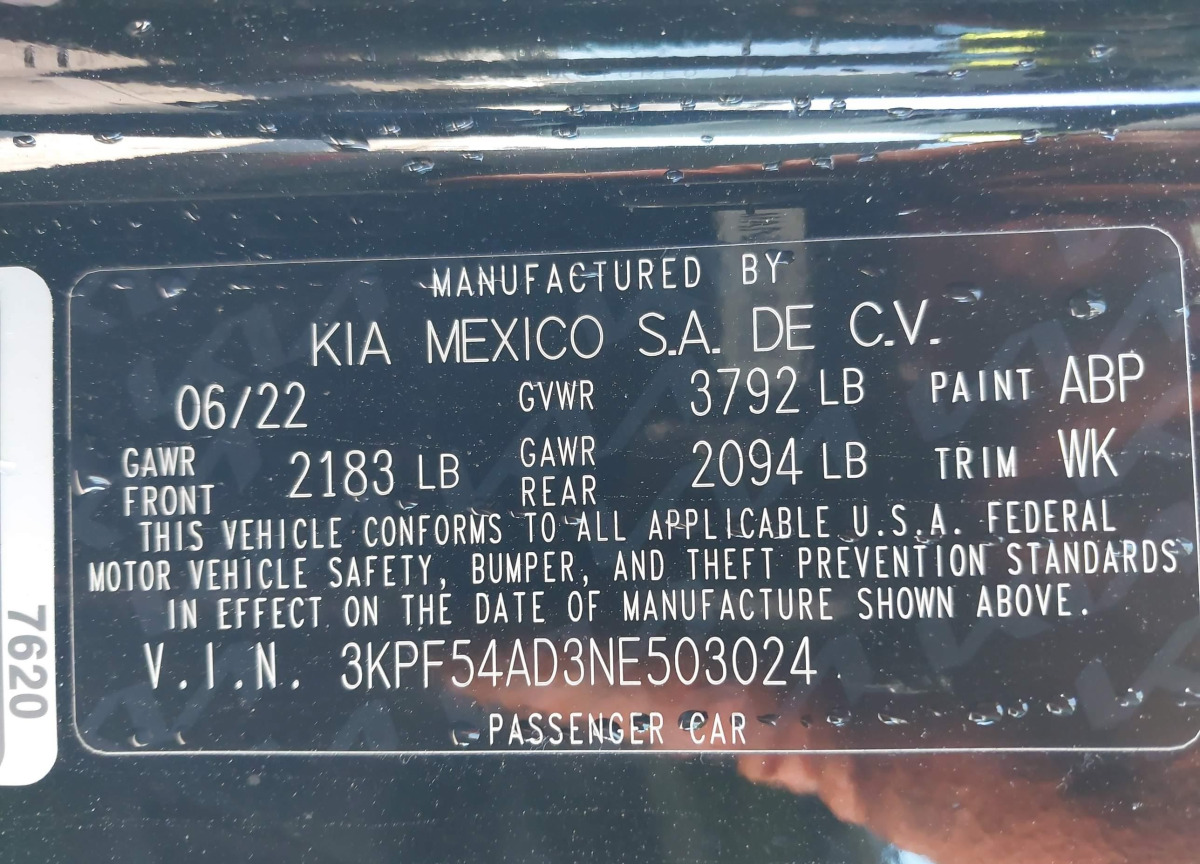 MANUFACTURED BY
KIA MEXICO S.A. DE C.V.
06/22 GVWR 3792 LB PAINT ABP
GAWR FRONT 2183 LB GAWR REAR 2094 LB TRIM WK
THIS VEHICLE CONFORMS TO ALL APPLICABLE U.S.A. FEDERAL
MOTOR VEHICLE SAFETY, BUMPER, AND THEFT PREVENTION STANDARDS
IN EFFECT ON THE DATE OF MANUFACTURE SHOWN ABOVE.
V.I.N. 3KPF54AD3NE503024
PASSENGER CAR
7620